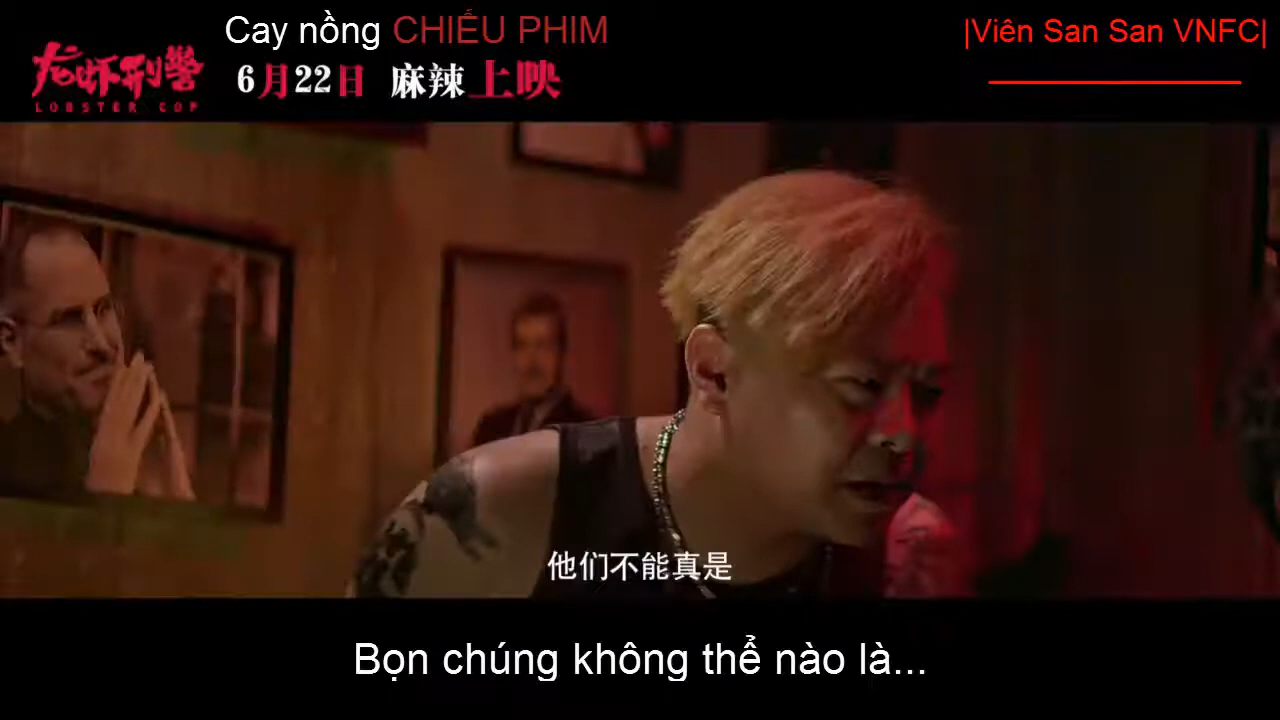 Cay nồng CHIẾU PHIM
|Viên San San VNFC|
龙虾刑警
LOBSTER COP
6月22日 麻辣上映
他们不能真是
Bọn chúng không thể nào là...